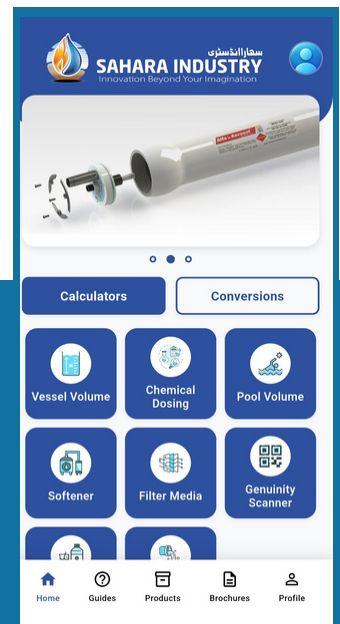 سهارا انڈسٹری
SAHARA INDUSTRY
Innovation Beyond Your Imagination
Calculators
Conversions
Vessel Volume
Chemical
Dosing
Pool Volume
Softener
Filter Media
Genuinity
Scanner
Home
Guides
Products
Brochures
Profile